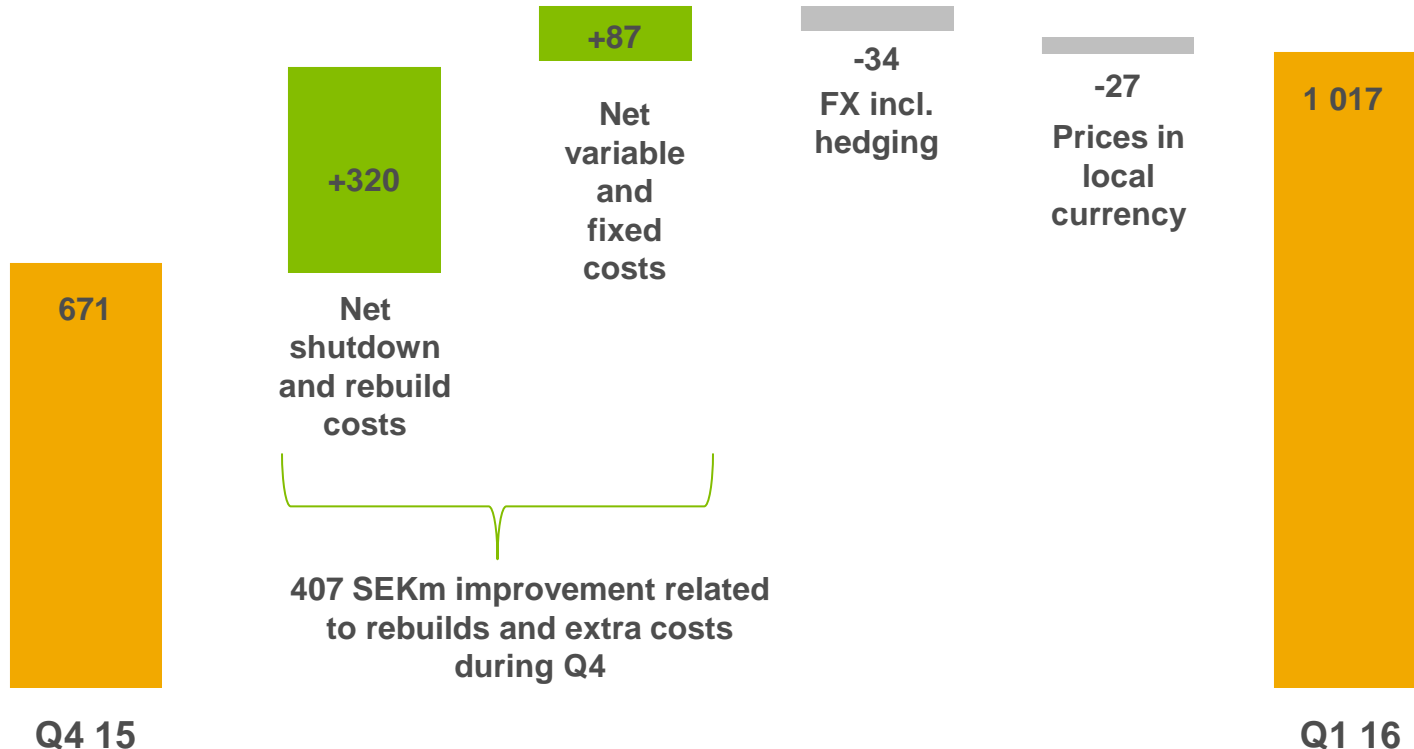 +87
Net
variable
and
fixed
costs
-34
FX incl.
hedging
-27
Prices in
local
currency
1 017
+320
671
Net
shutdown
and rebuild
costs
407 SEKm improvement related
to rebuilds and extra costs
during Q4
Q4 15
Q1 16